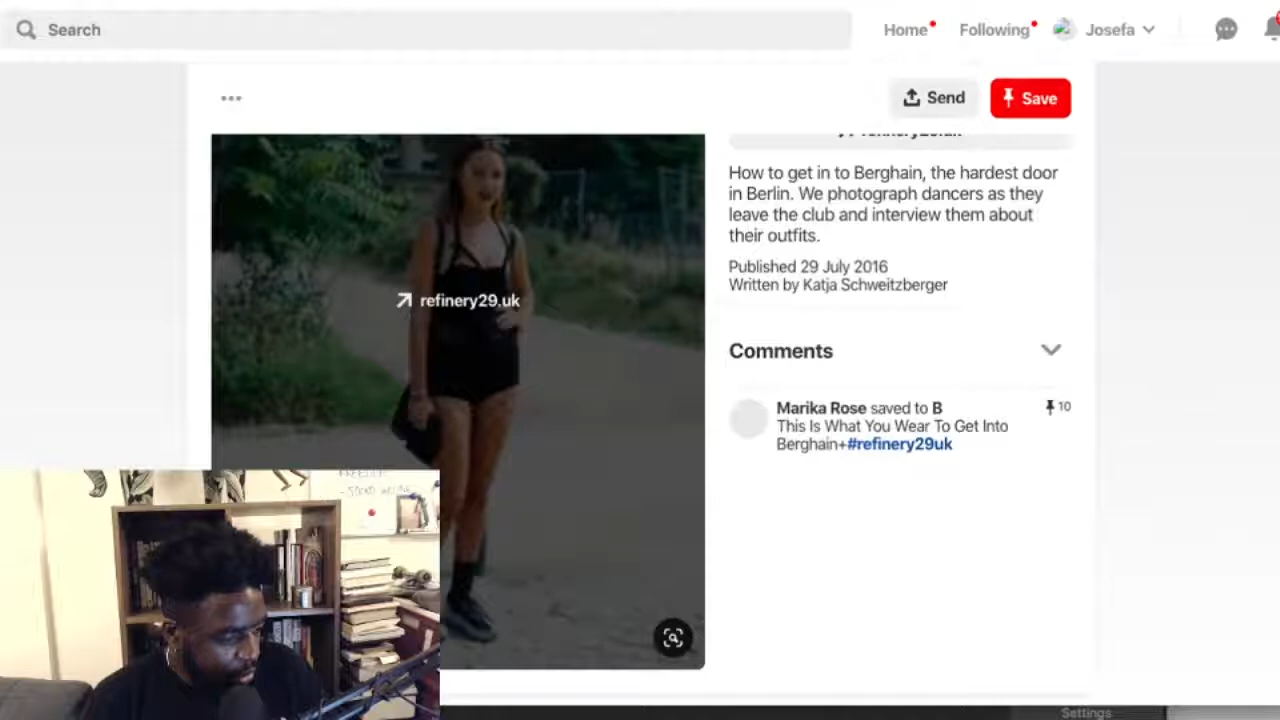 Search
Home
Following
Josefa
Send
Save
refinery29.uk
How to get in to Berghain, the hardest door
in Berlin. We photograph dancers as they
leave the club and interview them about
their outfits.
Published 29 July 2016
Written by Katja Schweitzberger
Comments
Marika Rose saved to B
10
This Is What You Wear To Get Into
Berghain+#refinery29uk
Settings